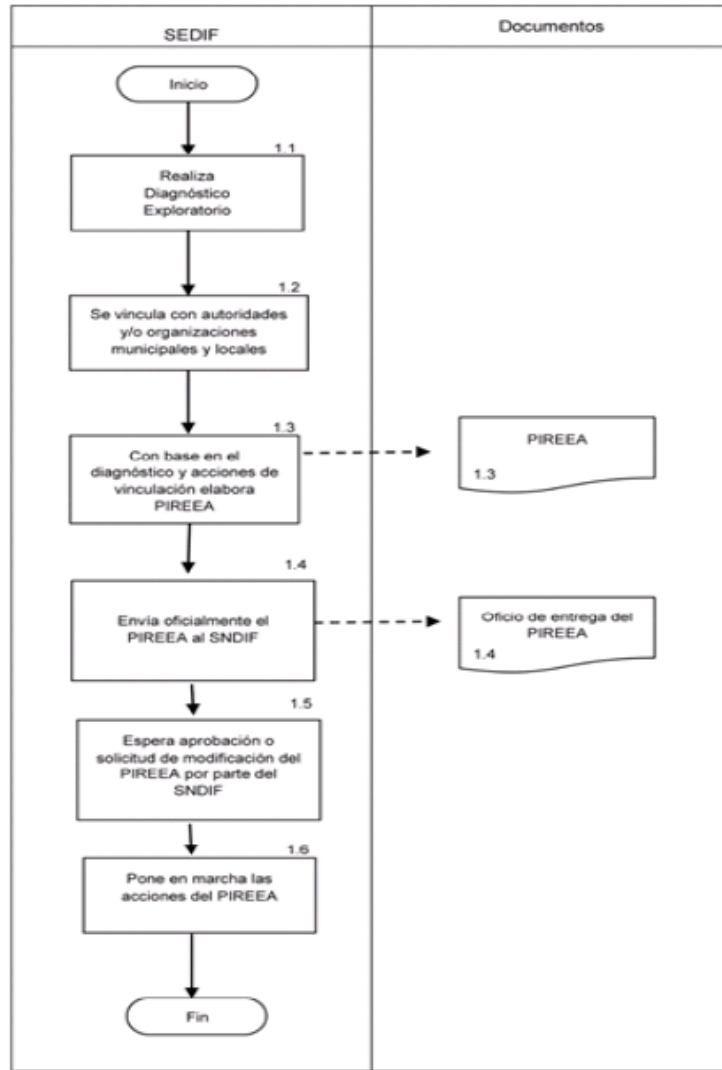 SEDIF
Documentos
Inicio
1.1
Realiza
Diagnóstico
Exploratorio
1.2
Se vincula con autoridades
y/o organizaciones
municipales y locales
1.3
Con base en el
diagnóstico y acciones de
vinculación elabora
PIREEA
PIREEA
1.3
1.4
Envía oficialmente el
PIREEA al SNDIF
Oficio de entrega del
PIREEA
1.4
1.5
Espera aprobación o
solicitud de modificación del
PIREEA por parte del
SNDIF
1.6
Pone en marcha las
acciones del PIREEA
Fin